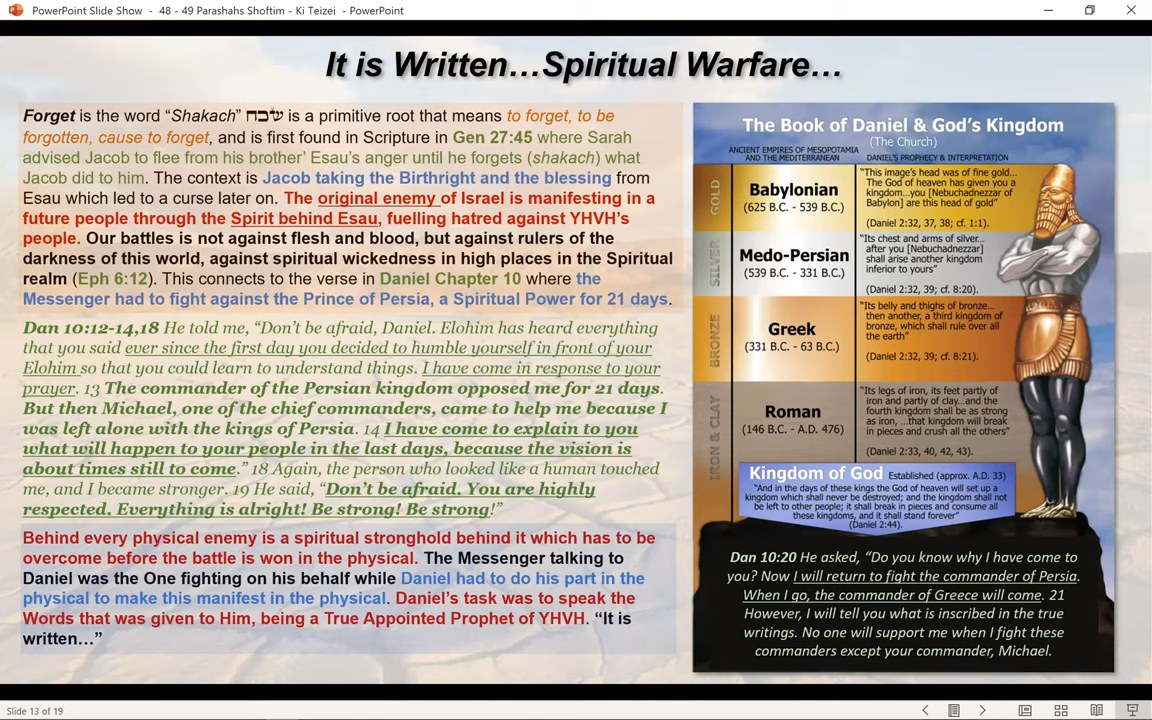 PowerPoint Slide Show - 48 - 49 Parashahs Shoftim - Ki Teizei - PowerPoint
It is Written…Spiritual Warfare…
Forget is the word “Shakach” שׁכח is a primitive root that means to forget, to be
forgotten, cause to forget, and is first found in Scripture in Gen 27:45 where Sarah
advised Jacob to flee from his brother’ Esau’s anger until he forgets (shakach) what
Jacob did to him. The context is Jacob taking the Birthright and the blessing from
Esau which led to a curse later on. The original enemy of Israel is manifesting in a
future people through the Spirit behind Esau, fuelling hatred against YHVH’s
people. Our battles is not against flesh and blood, but against rulers of the
darkness of this world, against spiritual wickedness in high places in the Spiritual
realm (Eph 6:12). This connects to the verse in Daniel Chapter 10 where the
Messenger had to fight against the Prince of Persia, a Spiritual Power for 21 days.
Dan 10:12-14,18 He told me, “Don’t be afraid, Daniel. Elohim has heard everything
that you said ever since the first day you decided to humble yourself in front of your
Elohim so that you could learn to understand things. I have come in response to your
prayer. 13 The commander of the Persian kingdom opposed me for 21 days.
But then Michael, one of the chief commanders, came to help me because I
was left alone with the kings of Persia. 14 I have come to explain to you
what will happen to your people in the last days, because the vision is
about times still to come.” 18 Again, the person who looked like a human touched
me, and I became stronger. 19 He said, “Don’t be afraid. You are highly
respected. Everything is alright! Be strong! Be strong!”
Behind every physical enemy is a spiritual stronghold behind it which has to be
overcome before the battle is won in the physical. The Messenger talking to
Daniel was the One fighting on his behalf while Daniel had to do his part in the
physical to make this manifest in the physical. Daniel’s task was to speak the
Words that was given to Him, being a True Appointed Prophet of YHVH. “It is
written…”
The Book of Daniel & God’s Kingdom
(The Church)
ANCIENT EMPIRES OF MESOPOTAMIA
AND THE MEDITERRANEAN
DANIEL’S PROPHECY & INTERPRETATION
GOLD
Babylonian
(625 B.C. - 539 B.C.)
“This image’s head was of fine gold…
The God of heaven has given you a
kingdom…you [Nebuchadnezzar of
Babylon] are this head of gold”
(Daniel 2:32, 37, 38; cf. 1:1).
SILVER
Medo-Persian
(539 B.C. - 331 B.C.)
“Its chest and arms of silver…
after you [Nebuchadnezzar]
shall arise another kingdom
inferior to yours”
(Daniel 2:32, 39; cf. 8:20).
BRONZE
Greek
(331 B.C. - 63 B.C.)
“Its belly and thighs of bronze…
then another, a third kingdom of
bronze, which shall rule over all
the earth”
(Daniel 2:32, 39; cf. 8:21).
IRON & CLAY
Roman
(146 B.C. - A.D. 476)
“Its legs of iron, its feet partly of
iron and partly of clay…and the
fourth kingdom shall be as strong
as iron, …that kingdom will break
in pieces and crush all the others”
(Daniel 2:33, 40, 42, 43).
Kingdom of God Established (approx. A.D. 33)
“And in the days of these kings the God of heaven will set up a
kingdom which shall never be destroyed; and the kingdom shall not
be left to other people; it shall break in pieces and consume all
these kingdoms, and it shall stand forever”
(Daniel 2:44).
Dan 10:20 He asked, “Do you know why I have come to
you? Now I will return to fight the commander of Persia.
When I go, the commander of Greece will come. 21
However, I will tell you what is inscribed in the true
writings. No one will support me when I fight these
commanders except your commander, Michael.
Slide 13 of 19